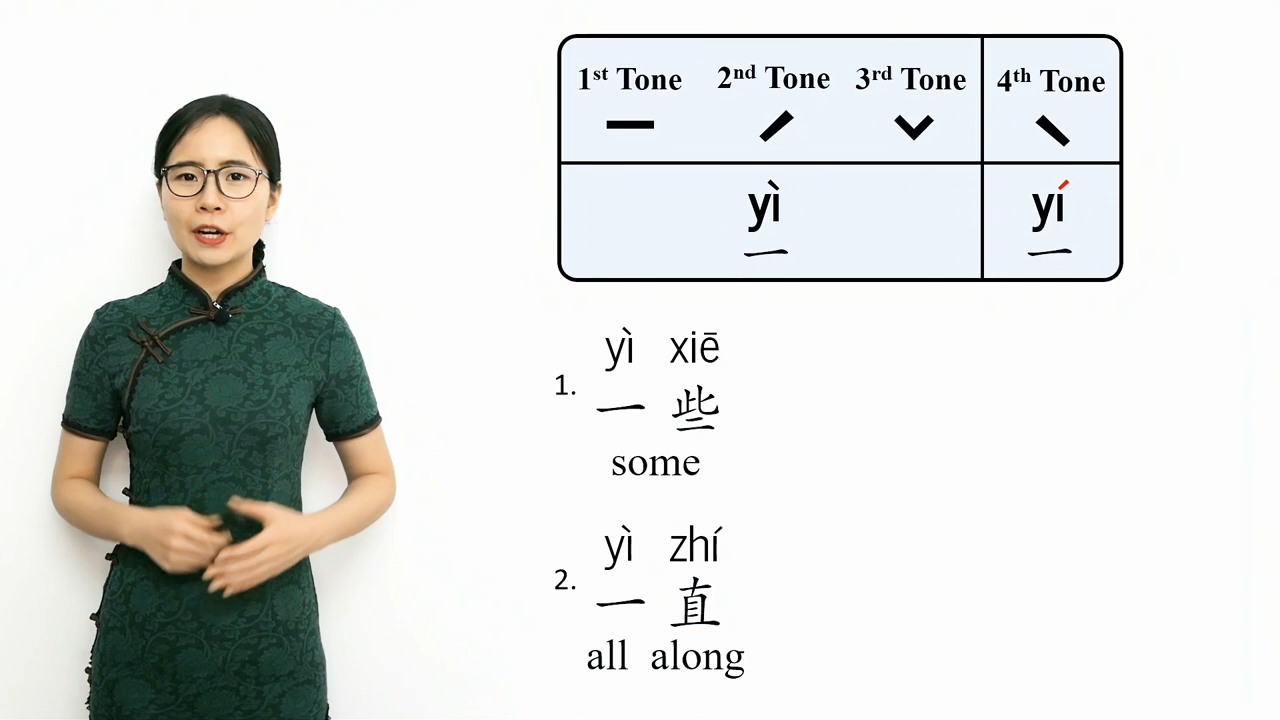 1st Tone 2nd Tone 3rd Tone 4th Tone
yì yí
一 一
yì xiē
1. 一 些
some
yì zhí
2. 一 直
all along